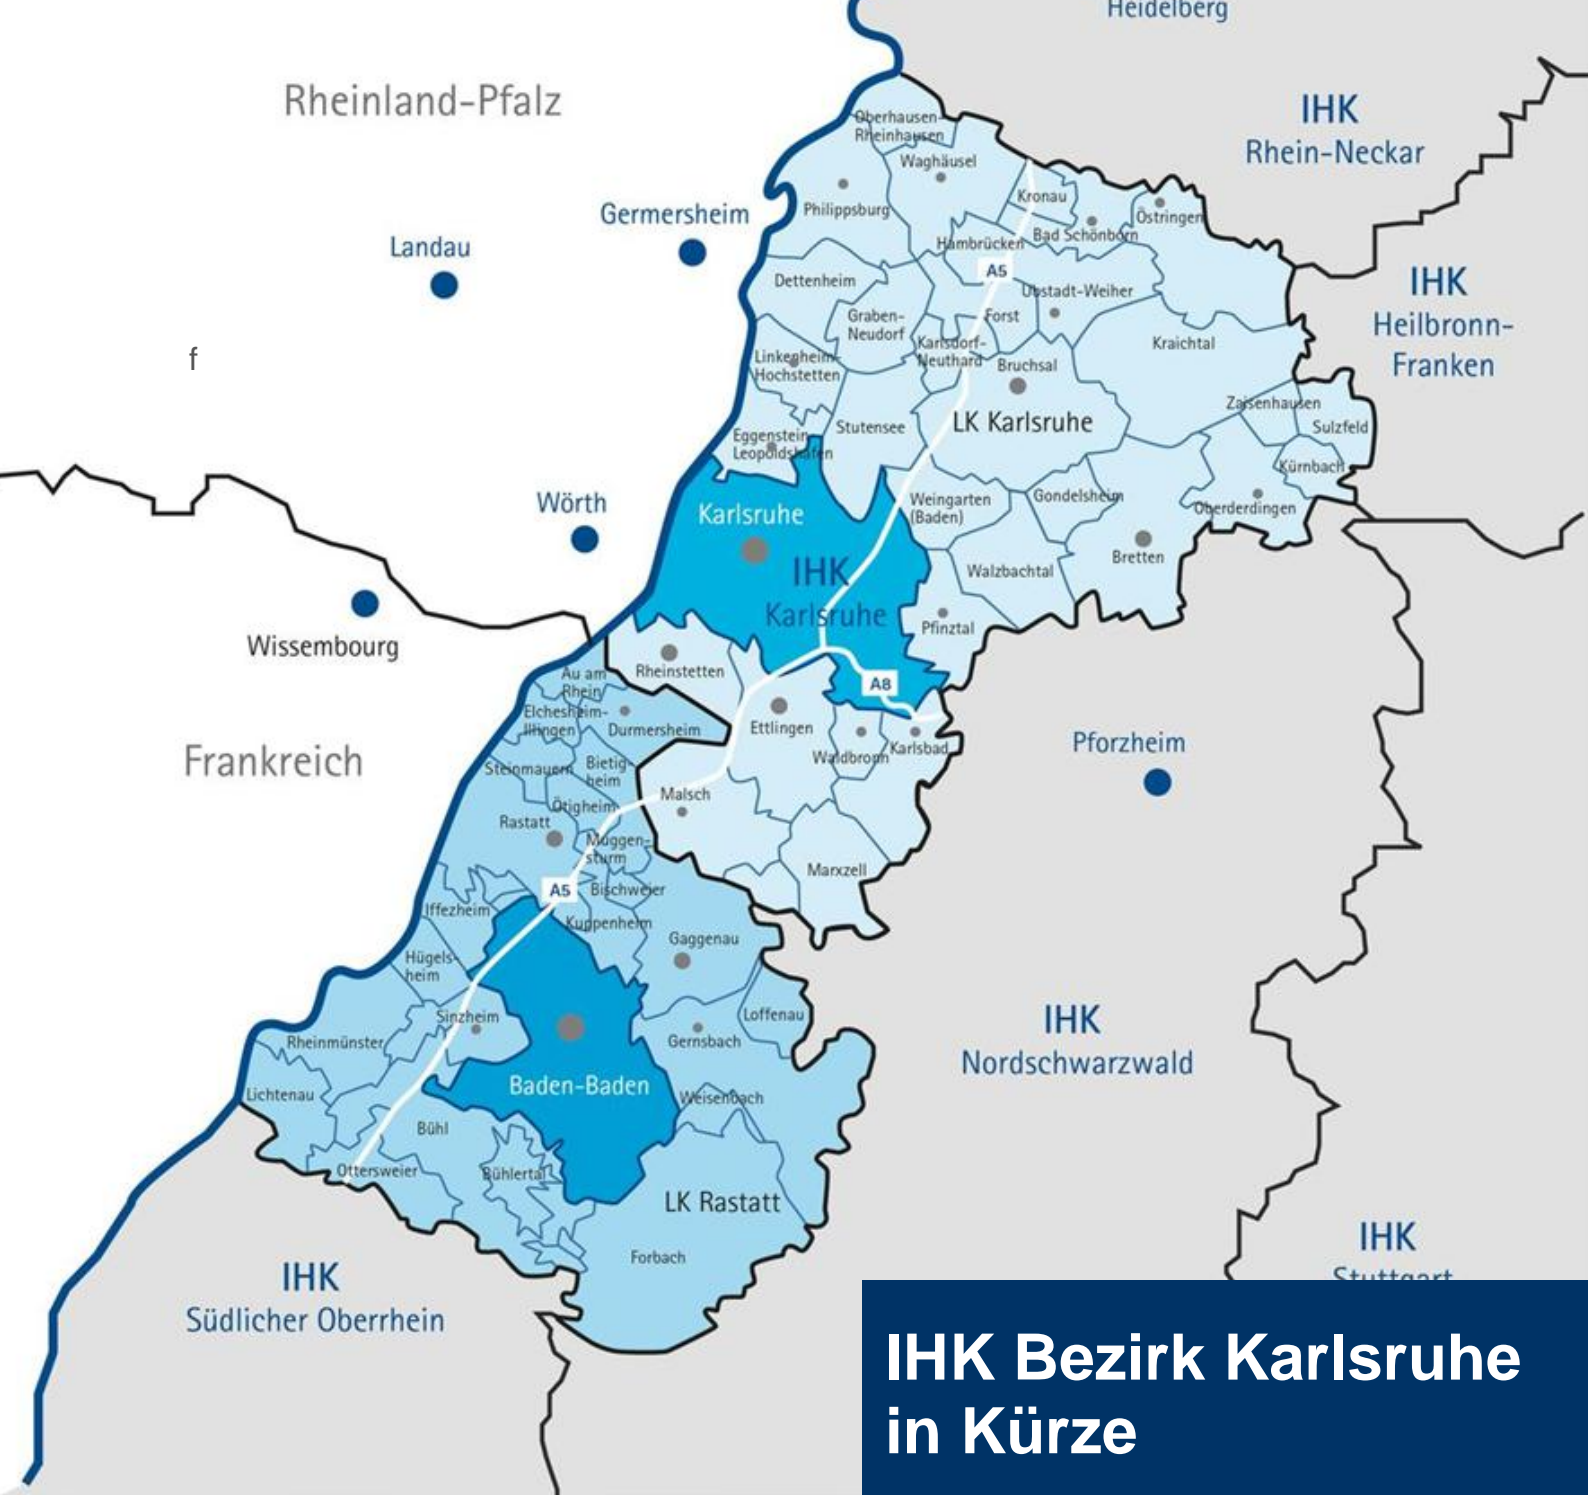 Heidelberg
Rheinland-Pfalz
IHK
Rhein-Neckar
Oberhausen-
Rheinhausen
Waghäusel
Kronau
Philippsburg
Östringen
Germersheim
Landau
Hambrücken
Bad Schönborn
A5
IHK
Heilbronn-
Franken
Dettenheim
Ubstadt-Weiher
Graben-
Neudorf
Forst
Karlsdorf-
Neuthard
Kraichtal
f
Linkenheim-
Hochstetten
Bruchsal
Zaisenhausen
Sulzfeld
Stutensee
LK Karlsruhe
Eggenstein-
Leopoldshafen
Kürnbach
Wörth
Karlsruhe
Weingarten
(Baden)
Gondelsheim
Oberderdingen
IHK
Karlsruhe
Walzbachtal
Bretten
Pfinztal
Wissembourg
Rheinstetten
A8
Au am
Rhein
Elchesheim-
Illingen
Durmersheim
Ettlingen
Waldbronn
Karlsbad
Pforzheim
Frankreich
Steinmauern
Bietig-
heim
Malsch
Ötigheim
Rastatt
Muggen-
sturm
Marxzell
A5
Bischweier
Iffezheim
Kuppenheim
Gaggenau
Hügels-
heim
Sinzheim
Loffenau
Rheinmünster
Gernsbach
IHK
Nordschwarzwald
Lichtenau
Baden-Baden
Weisenbach
Bühl
Ottersweier
Bühlertal
LK Rastatt
Forbach
IHK
Südlicher Oberrhein
IHK
Stuttgart
IHK Bezirk Karlsruhe
in Kürze